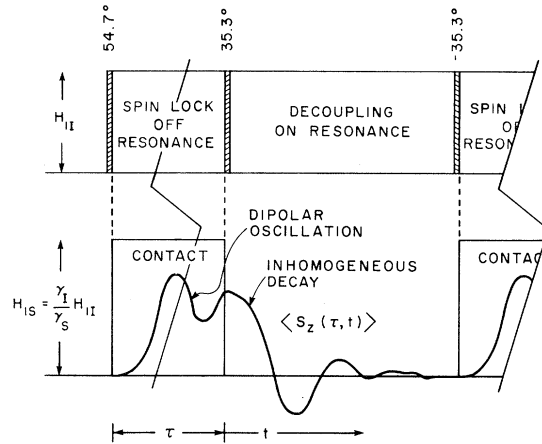 54.7°
35.3°
-35.3°
H1I
SPIN LOCK
OFF
RESONANCE
DECOUPLING
ON RESONANCE
SPIN L
OF
RESON
DIPOLAR
OSCILLATION
CONTACT
INHOMOGENEOUS
DECAY
CONTAC
H1S = γI/γS H1I
⟨Sz (τ, t)⟩
τ
t